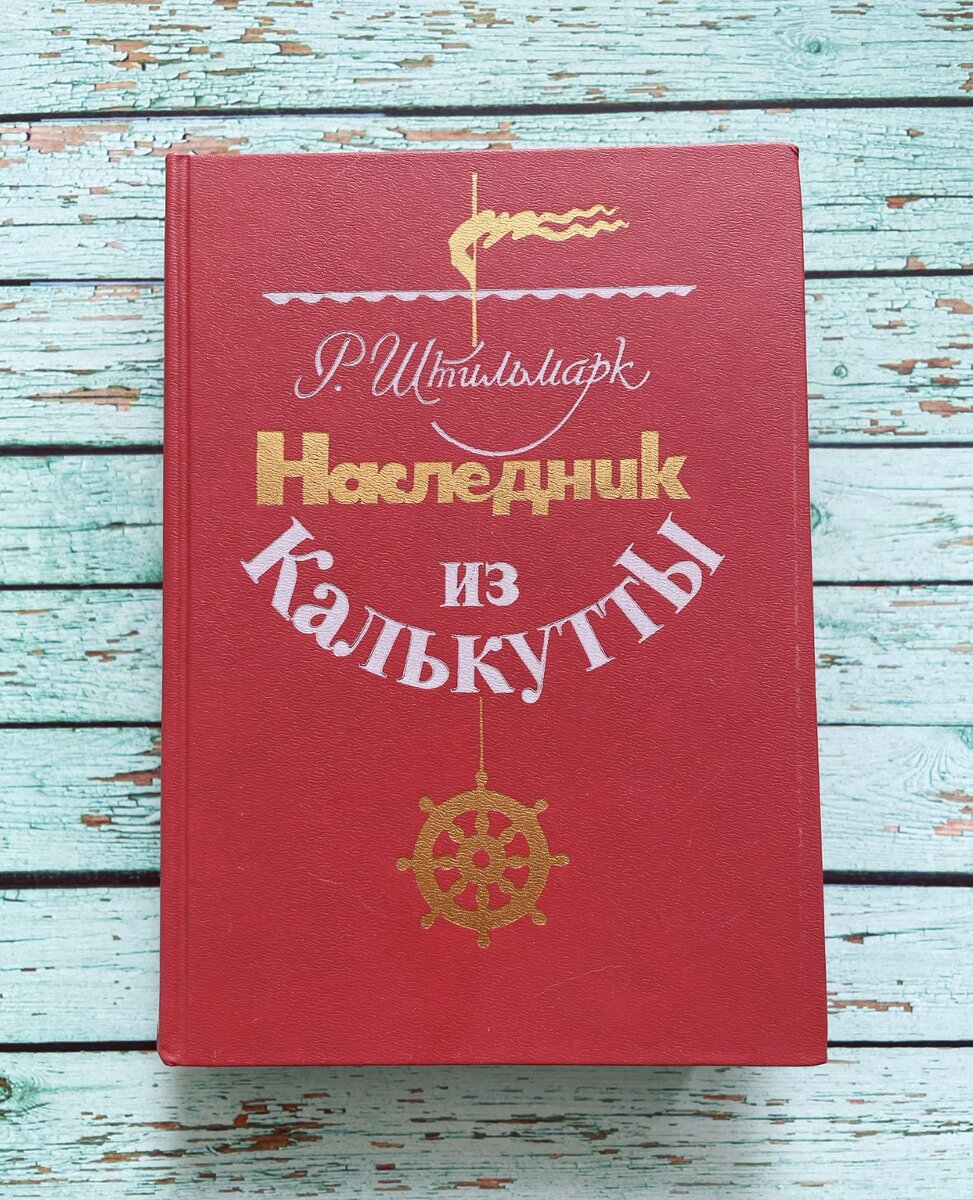 Р. Штильмарк
Наследник
из
Калькутты